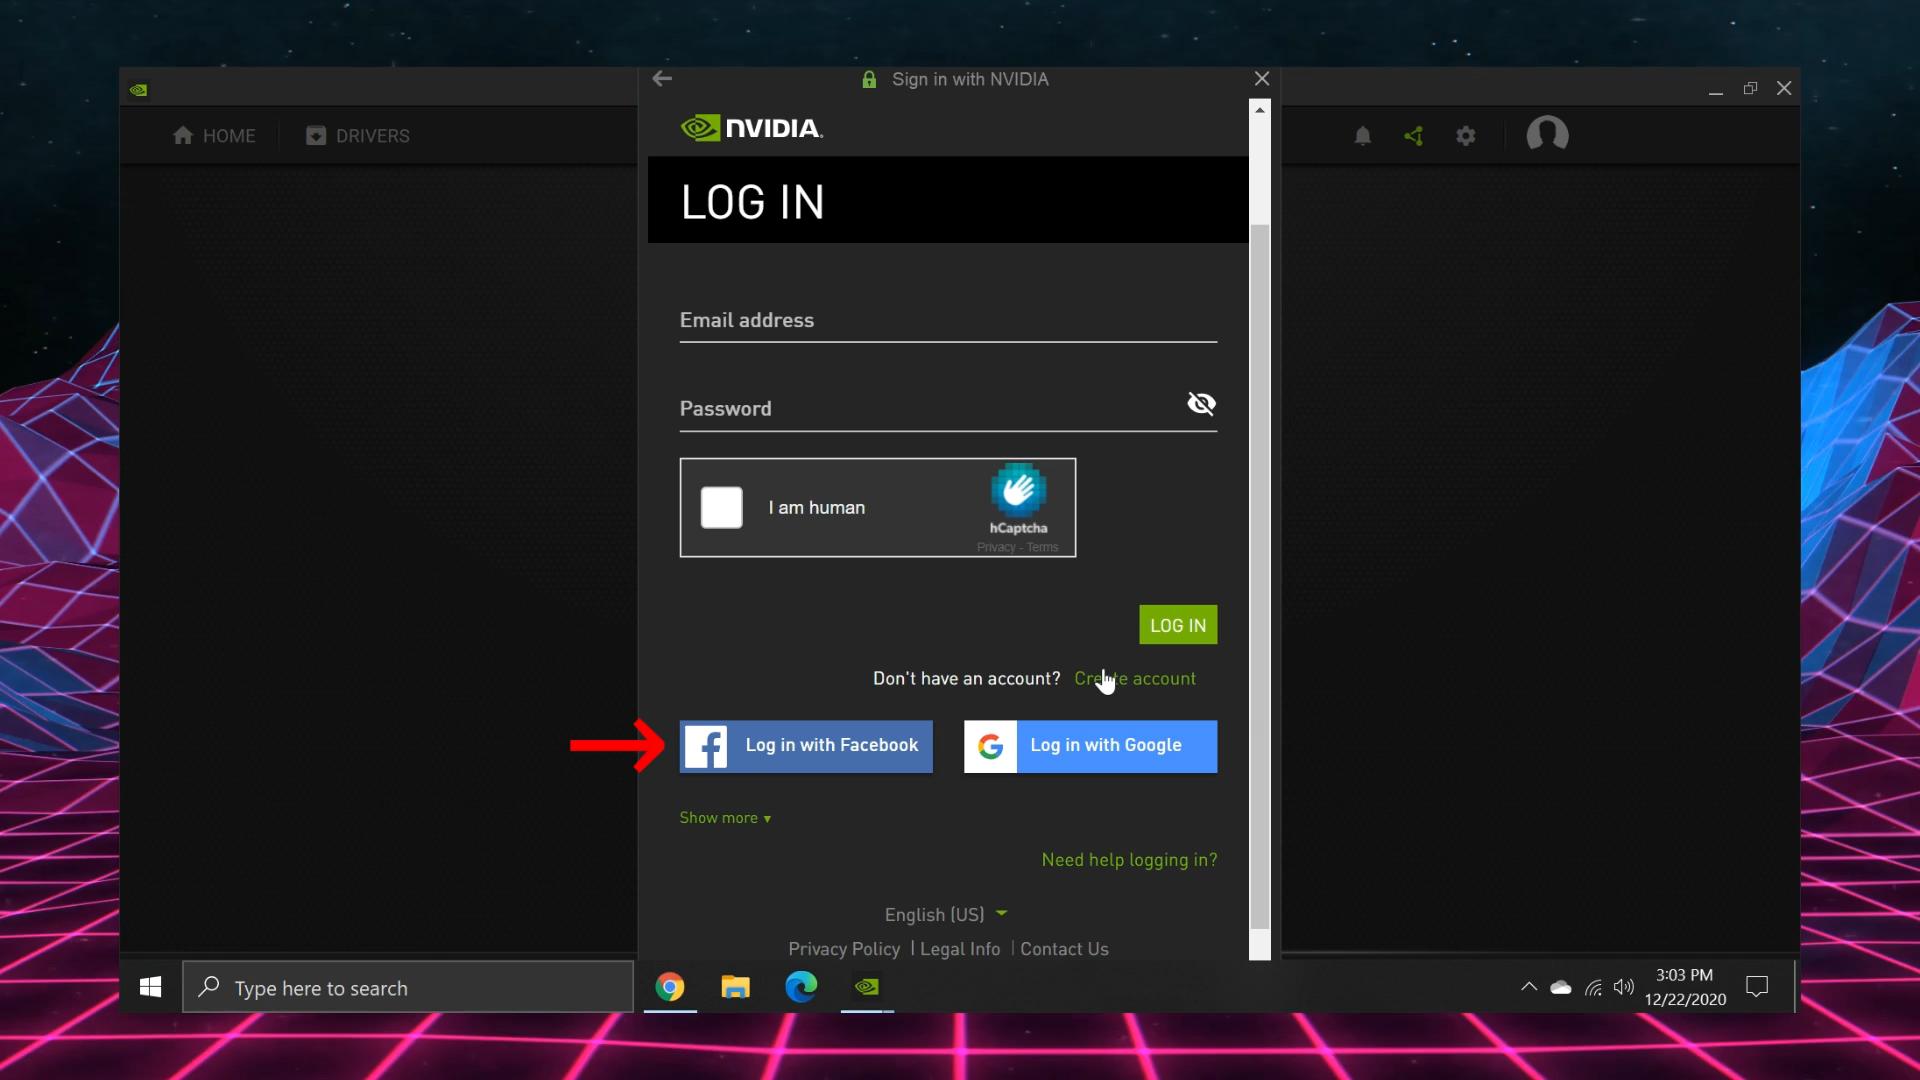 Sign in with NVIDIA
HOME
DRIVERS
NVIDIA.
LOG IN
Email address
Password
I am human
hCaptcha
Privacy - Terms
LOG IN
Don't have an account? Create account
Log in with Facebook
Log in with Google
Show more
Need help logging in?
English (US)
Privacy Policy | Legal Info | Contact Us
Type here to search
3:03 PM
12/22/2020